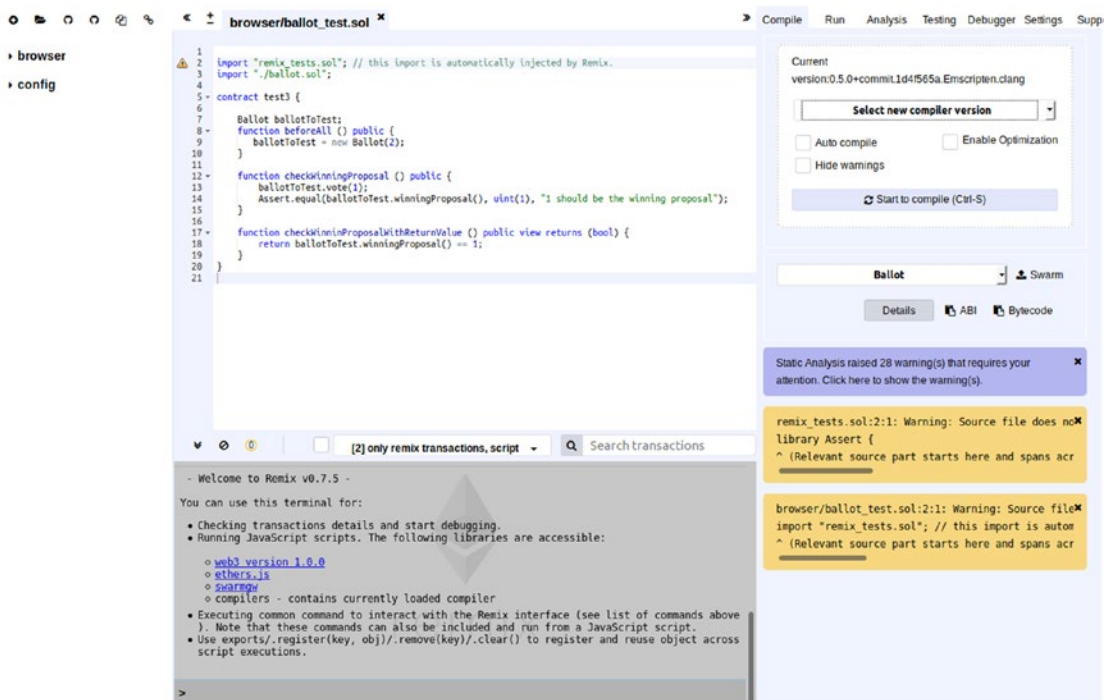 browser/ballot_test.sol
Compile Run Analysis Testing Debugger Settings Supp
browser
config
1
2 import "remix_tests.sol"; // this import is automatically injected by Remix.
3 import "./ballot.sol";
4
5 contract test3 {
6
7 Ballot ballotToTest;
8 function beforeAll () public {
9 ballotToTest = new Ballot(2);
10 }
11
12 function checkWinningProposal () public {
13 ballotToTest.vote(1);
14 Assert.equal(ballotToTest.winningProposal(), uint(1), "1 should be the winning proposal");
15 }
16
17 function checkWinninProposalWithReturnValue () public view returns (bool) {
18 return ballotToTest.winningProposal() == 1;
19 }
20 }
21
0
[2] only remix transactions, script
Search transactions
- Welcome to Remix v0.7.5 -
You can use this terminal for:
• Checking transactions details and start debugging.
• Running JavaScript scripts. The following libraries are accessible:
web3 version 1.0.0
ethers.js
swarmgw
compilers - contains currently loaded compiler
• Executing common command to interact with the Remix interface (see list of commands above
). Note that these commands can also be included and run from a JavaScript script.
• Use exports/.register(key, obj)/.remove(key)/.clear() to register and reuse object across
script executions.
>
Current
version:0.5.0+commit.1d4f565a.Emscripten.clang
Select new compiler version
Auto compile
Enable Optimization
Hide warnings
Start to compile (Ctrl-S)
Ballot
Swarm
Details
ABI
Bytecode
Static Analysis raised 28 warning(s) that requires your
attention. Click here to show the warning(s).
remix_tests.sol:2:1: Warning: Source file does no
library Assert {
^ (Relevant source part starts here and spans acr
browser/ballot_test.sol:2:1: Warning: Source file
import "remix_tests.sol"; // this import is autom
^ (Relevant source part starts here and spans acr